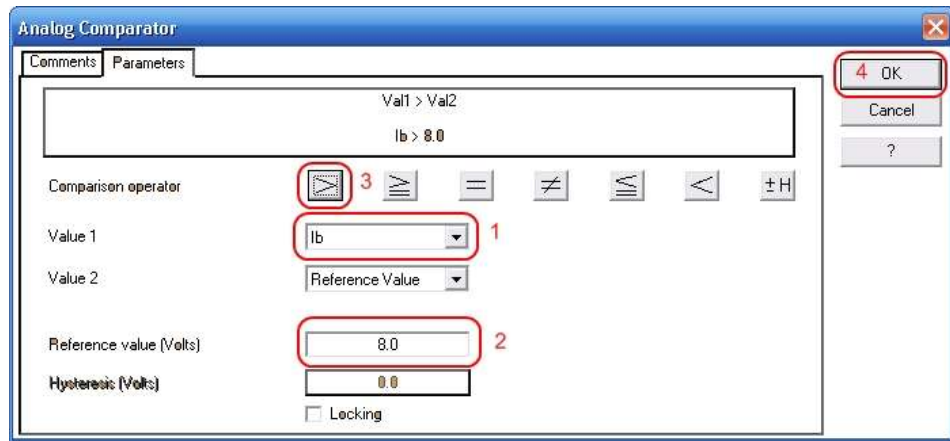 Analog Comparator
Comments Parameters
Val1 > Val2
Ib > 8.0
4 OK
Cancel
?
Comparison operator > 3 ≧ = ≠ ≦ < ±H
Value 1 Ib 1
Value 2 Reference Value
Reference value (Volts) 8.0 2
Hysteresis (Volts) 0.0
Locking